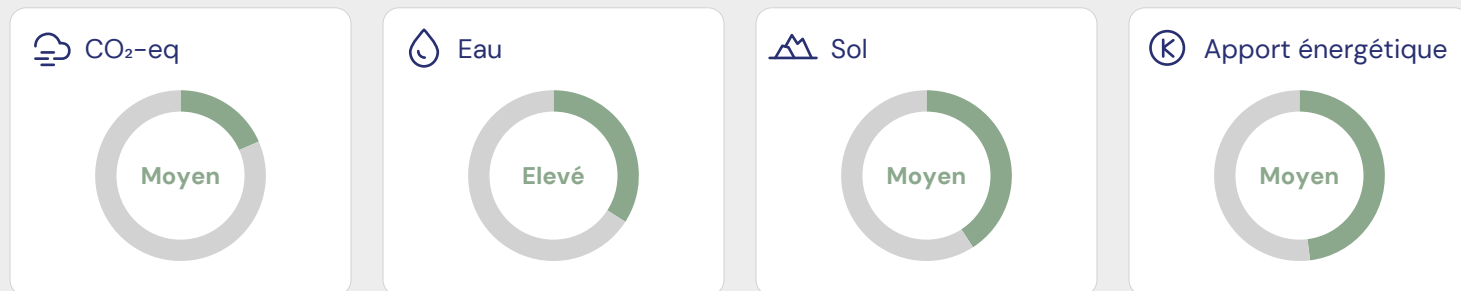 CO₂-eq
Moyen
Eau
Elevé
Sol
Moyen
Apport énergétique
Moyen